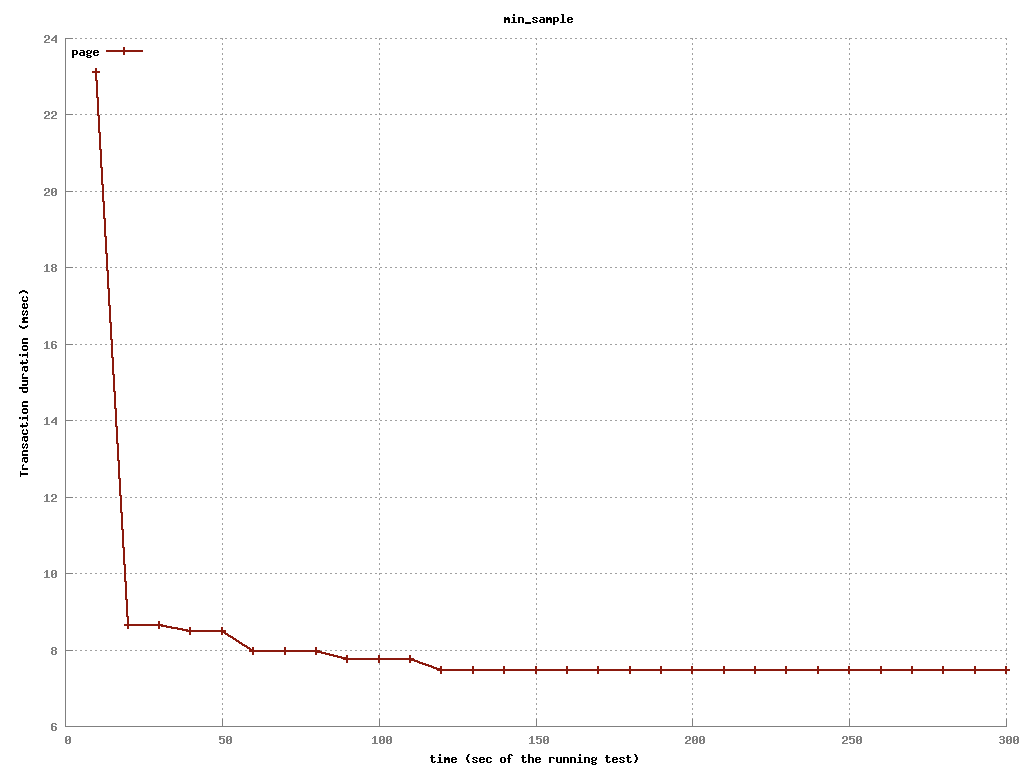 min_sample
page
24
22
20
18
16
14
12
10
8
6
Transaction duration (msec)
0 50 100 150 200 250 300
time (sec of the running test)